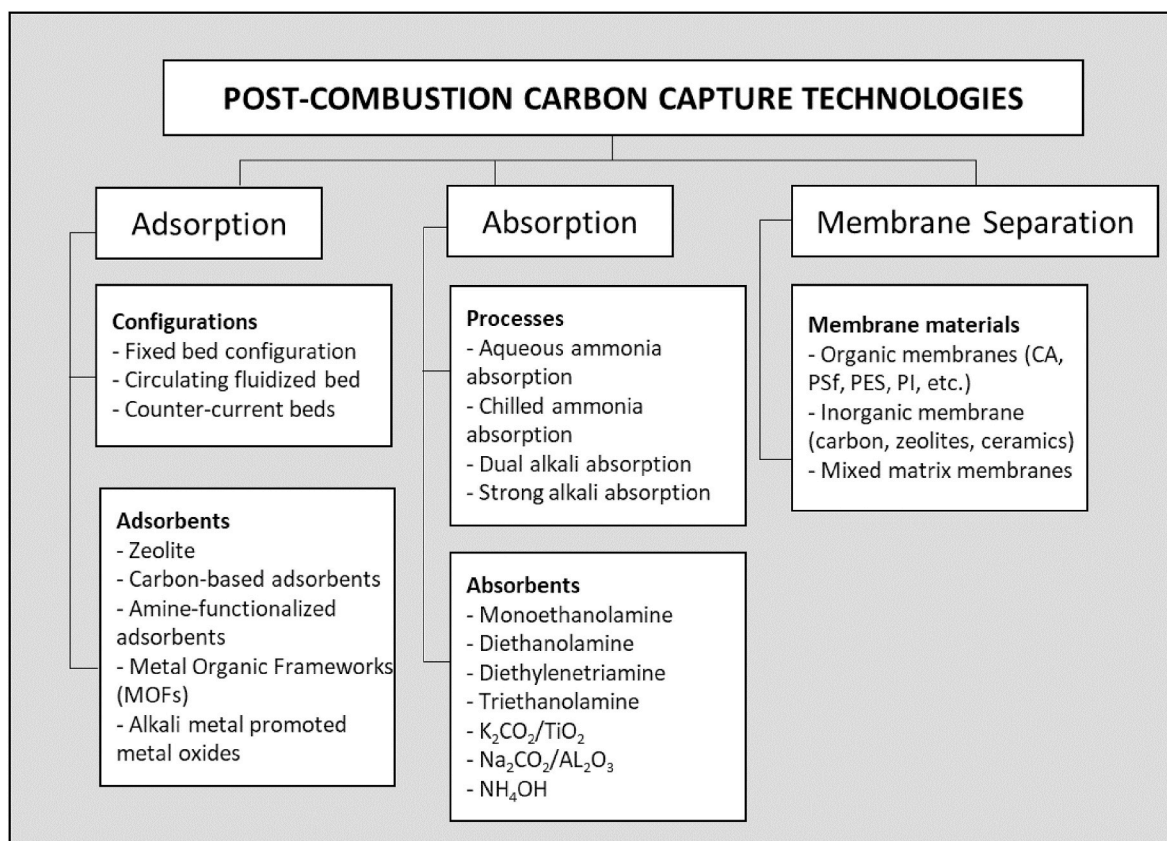 POST-COMBUSTION CARBON CAPTURE TECHNOLOGIES
Adsorption
Configurations
- Fixed bed configuration
- Circulating fluidized bed
- Counter-current beds
Adsorbents
- Zeolite
- Carbon-based adsorbents
- Amine-functionalized
adsorbents
- Metal Organic Frameworks
(MOFs)
- Alkali metal promoted
metal oxides
Absorption
Processes
- Aqueous ammonia
absorption
- Chilled ammonia
absorption
- Dual alkali absorption
- Strong alkali absorption
Absorbents
- Monoethanolamine
- Diethanolamine
- Diethylenetriamine
- Triethanolamine
- K₂CO₂/TiO₂
- Na₂CO₂/AL₂O₃
- NH₄OH
Membrane Separation
Membrane materials
- Organic membranes (CA,
PSf, PES, PI, etc.)
- Inorganic membrane
(carbon, zeolites, ceramics)
- Mixed matrix membranes